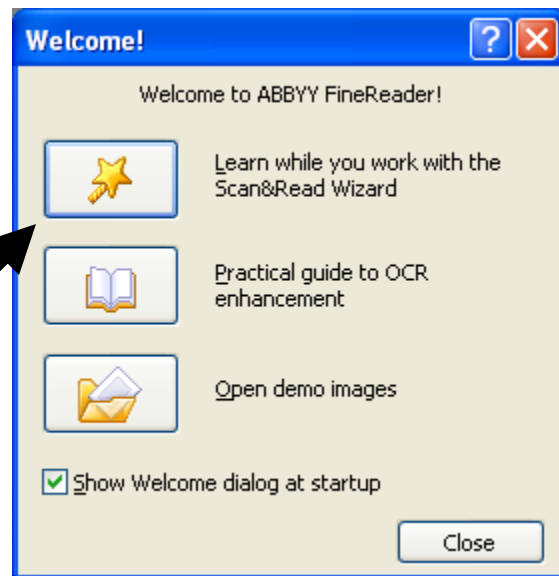 Welcome!
Welcome to ABBYY FineReader!
Learn while you work with the
Scan&Read Wizard
Practical guide to OCR
enhancement
Open demo images
Show Welcome dialog at startup
Close